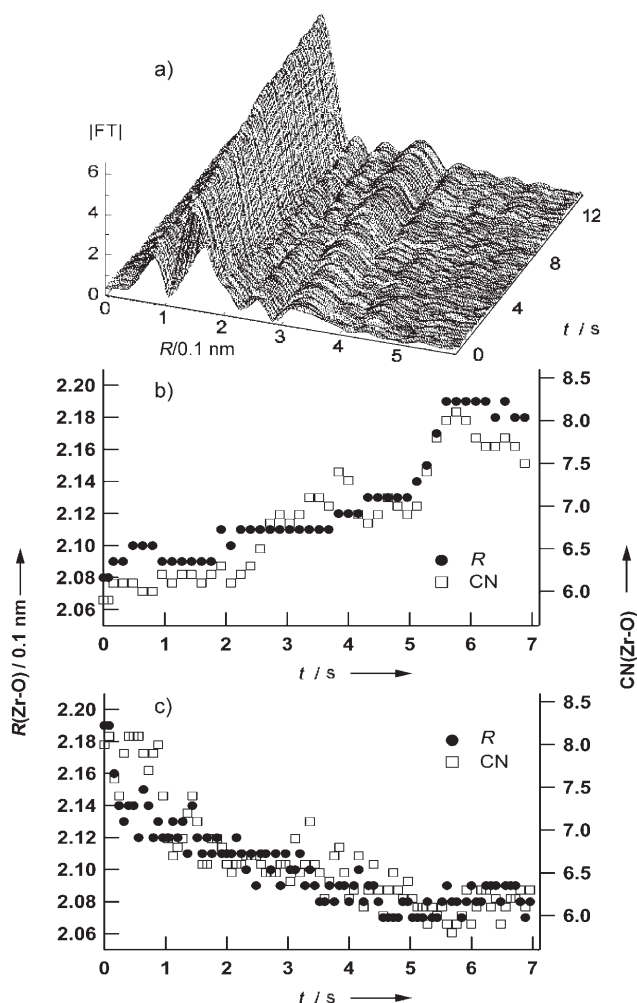 a)
|FT|
6
4
2
0
0 1 2 3 4 5
R/0.1 nm
0 4 8 12
t / s
b)
2.20
2.18
2.16
2.14
2.12
2.10
2.08
2.06
8.5
8.0
7.5
7.0
6.5
6.0
R
CN
0 1 2 3 4 5 6 7
t / s
R(Zr-O) / 0.1 nm
CN(Zr-O)
c)
2.20
2.18
2.16
2.14
2.12
2.10
2.08
2.06
8.5
8.0
7.5
7.0
6.5
6.0
R
CN
0 1 2 3 4 5 6 7
t / s